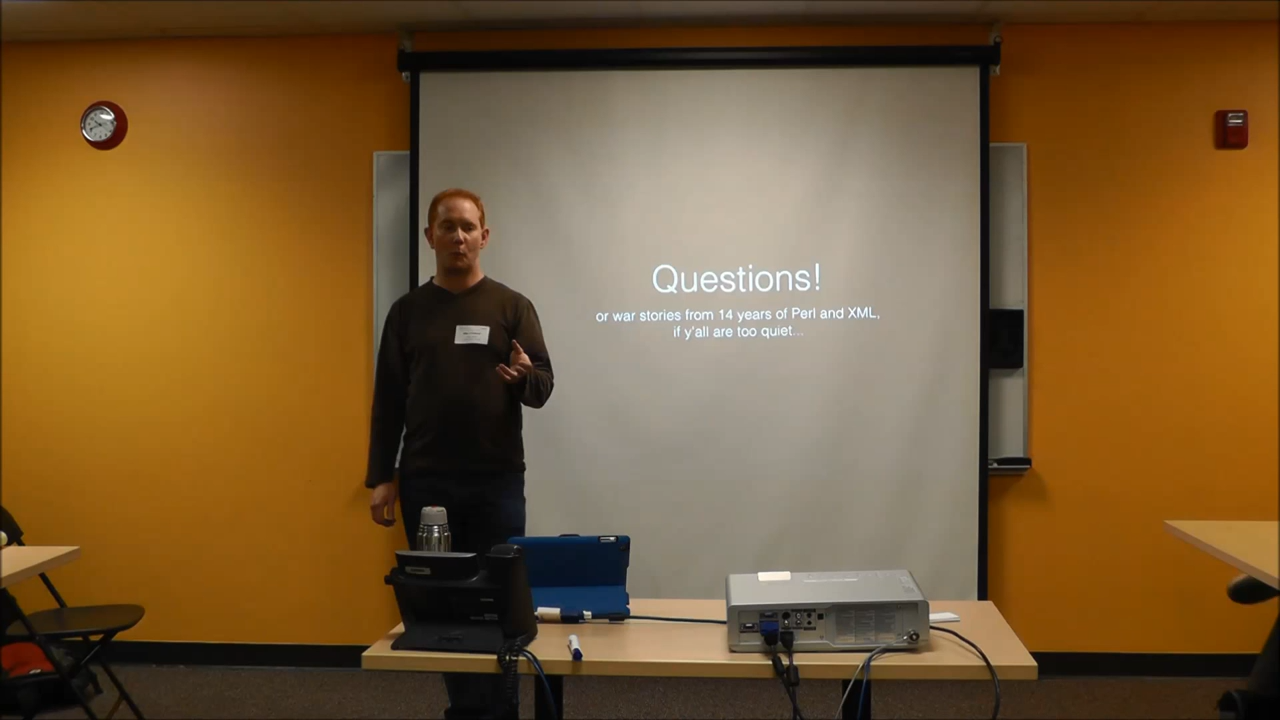 Questions!
or war stories from 14 years of Perl and XML,
if y'all are too quiet...